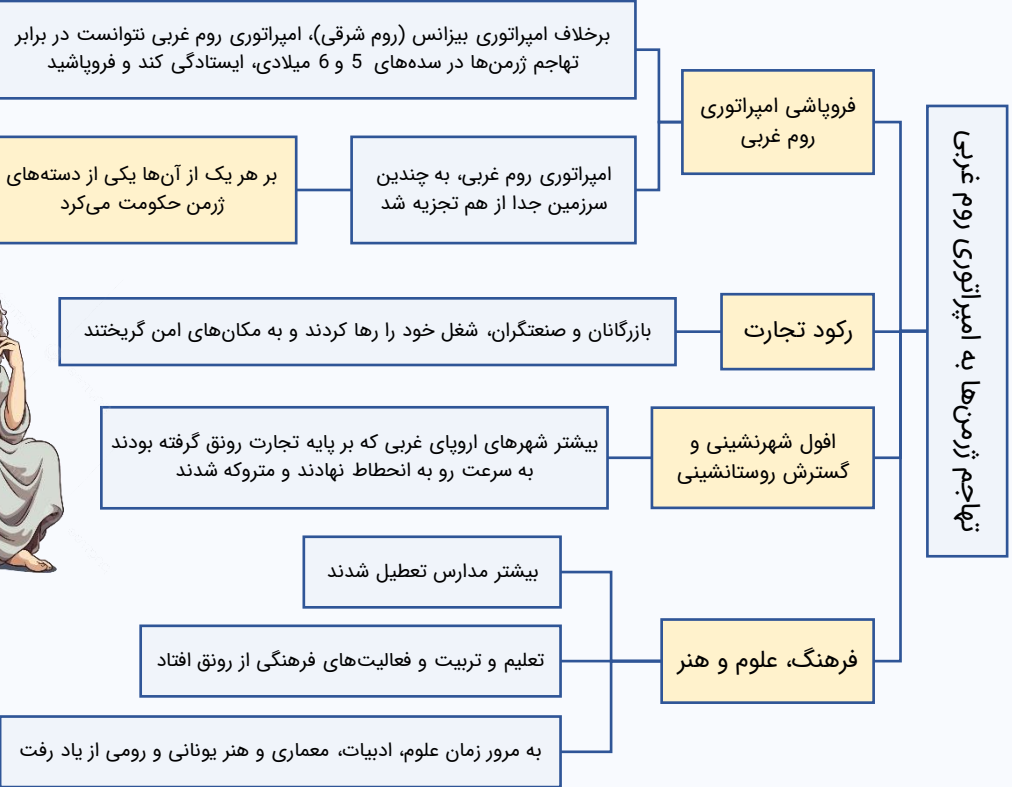 تهاجم ژرمن‌ها به امپراتوری روم غربی
فروپاشی امپراتوری
روم غربی
برخلاف امپراتوری بیزانس (روم شرقی)، امپراتوری روم غربی نتوانست در برابر
تهاجم ژرمن‌ها در سده‌های 5 و 6 میلادی، ایستادگی کند و فروپاشید
امپراتوری روم غربی، به چندین
سرزمین جدا از هم تجزیه شد
بر هر یک از آن‌ها یکی از دسته‌های
ژرمن حکومت می‌کرد
رکود تجارت
بازرگانان و صنعتگران، شغل خود را رها کردند و به مکان‌های امن گریختند
افول شهرنشینی و
گسترش روستانشینی
بیشتر شهرهای اروپای غربی که بر پایه تجارت رونق گرفته بودند
به سرعت رو به انحطاط نهادند و متروکه شدند
فرهنگ، علوم و هنر
بیشتر مدارس تعطیل شدند
تعلیم و تربیت و فعالیت‌های فرهنگی از رونق افتاد
به مرور زمان علوم، ادبیات، معماری و هنر یونانی و رومی از یاد رفت